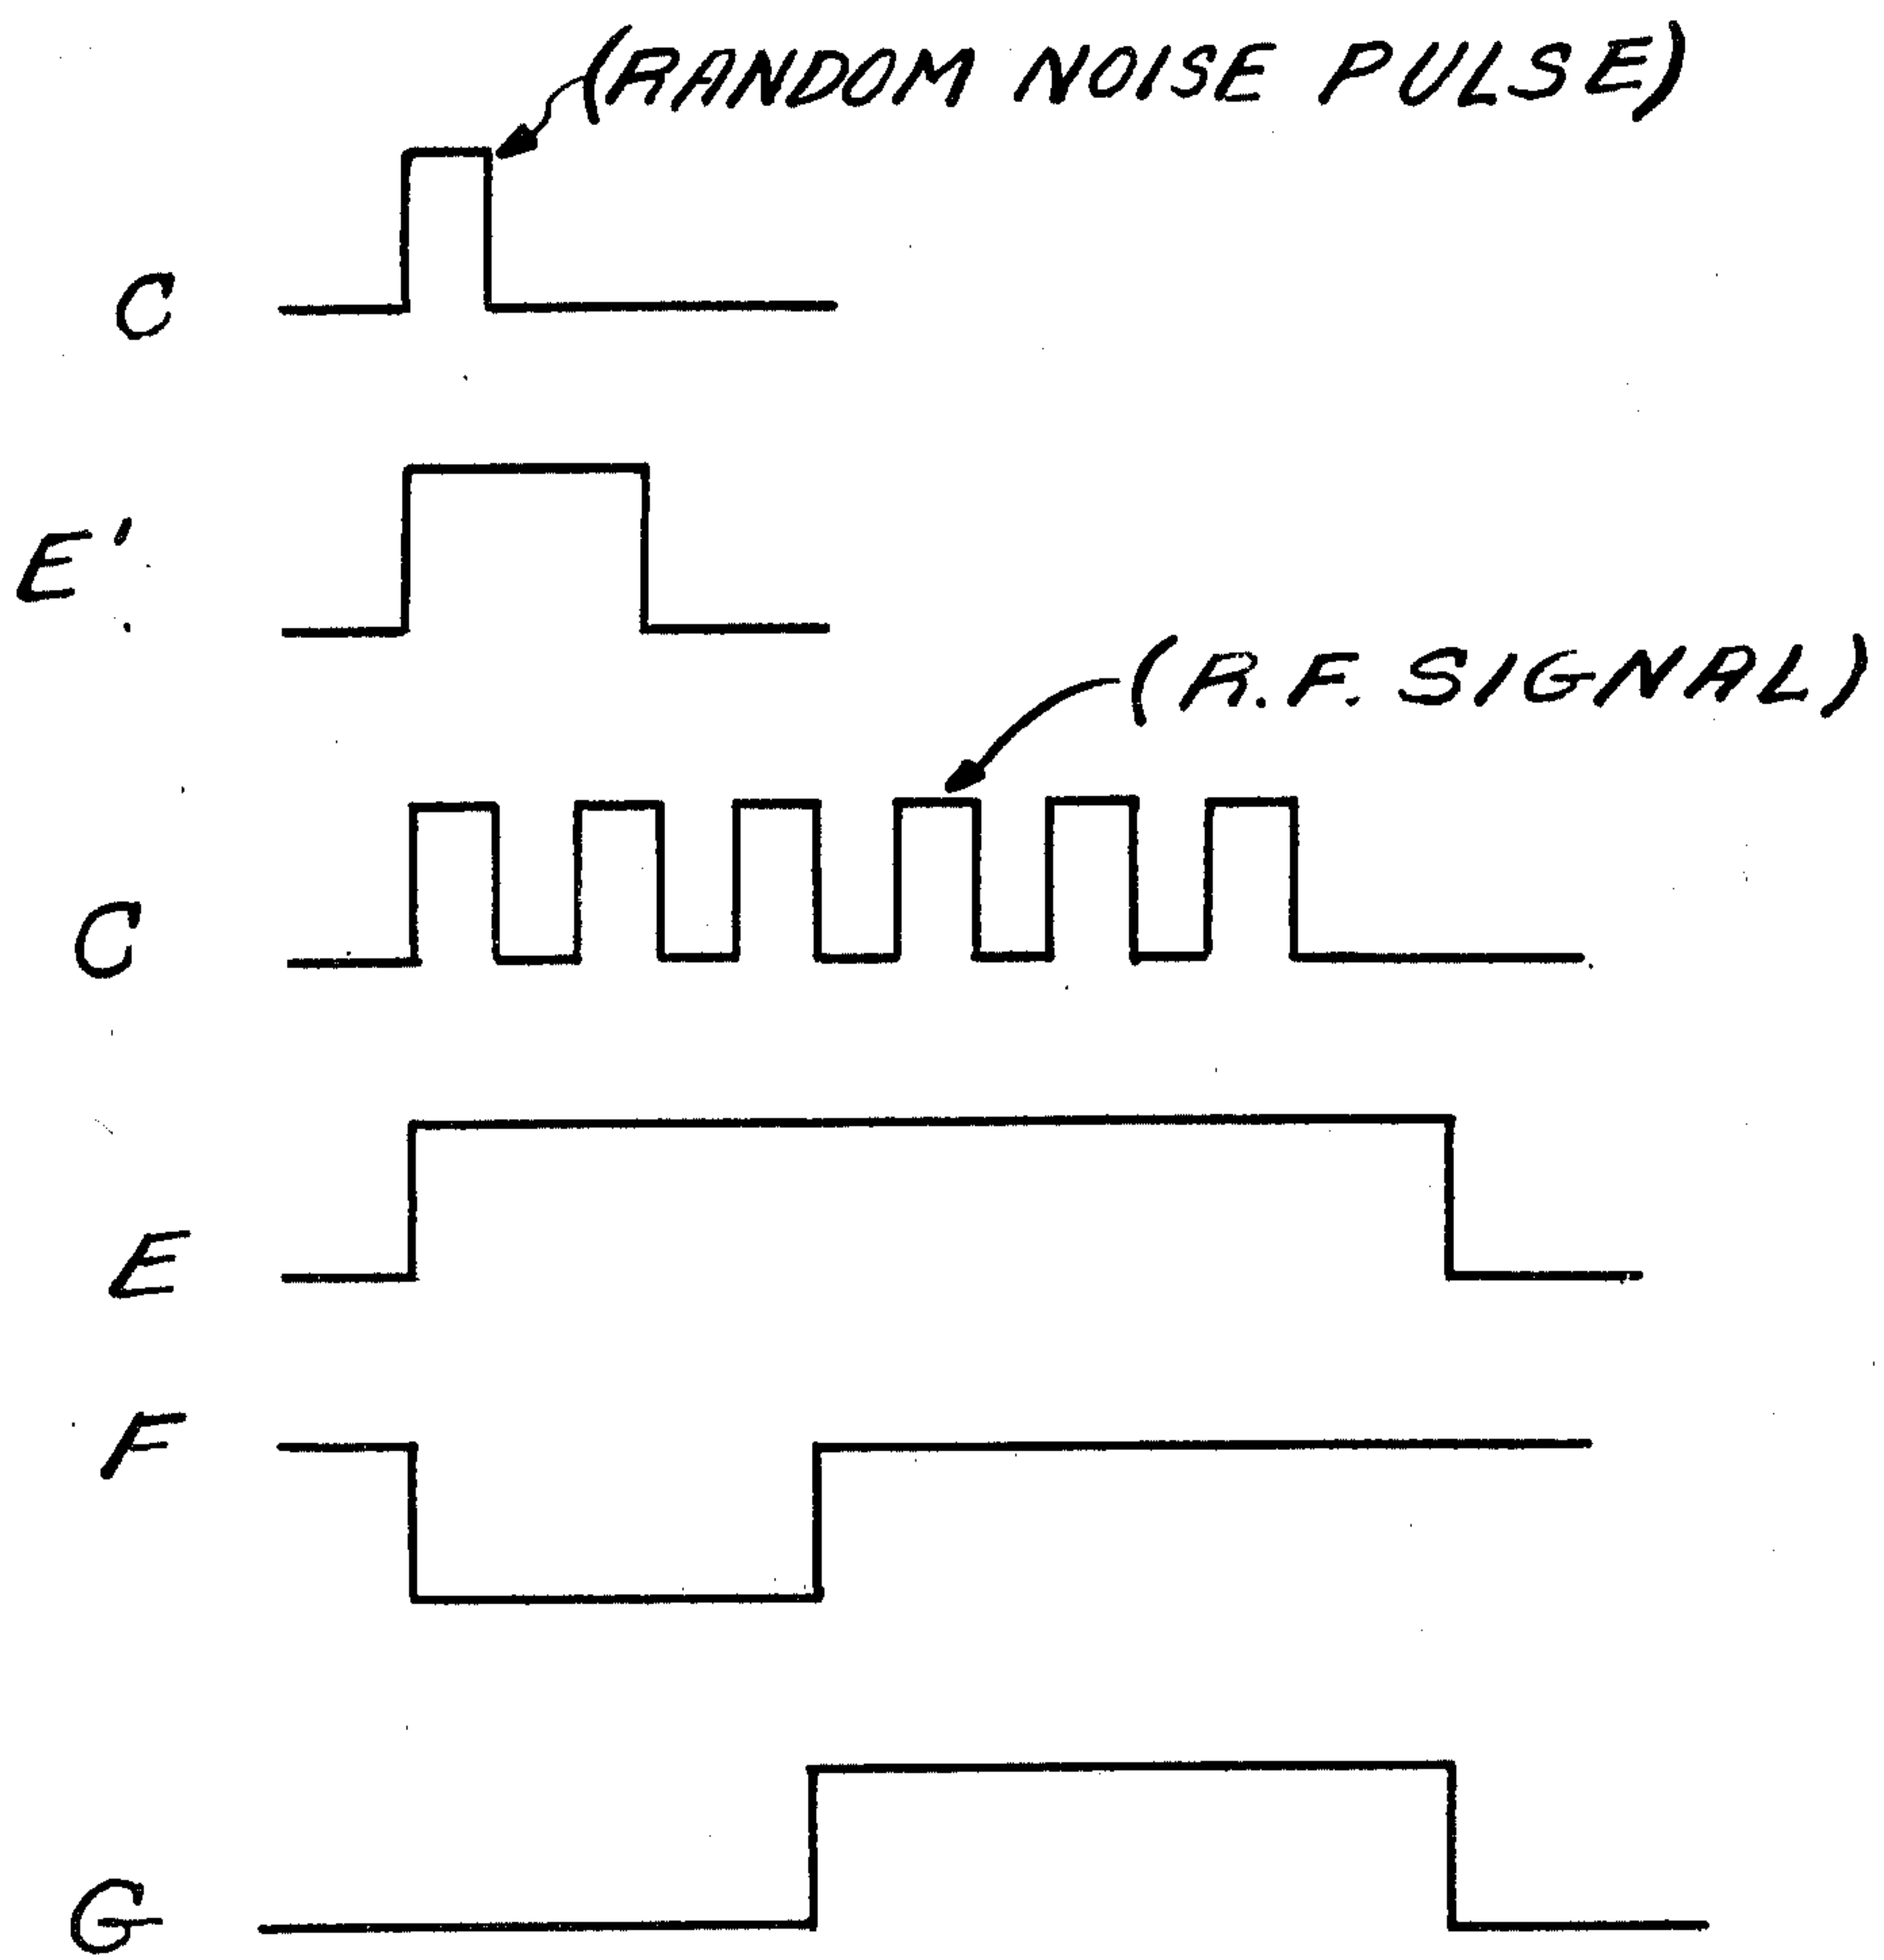 (RANDOM NOISE PULSE)
C
E'
(R.F. SIGNAL)
C
E
F
G